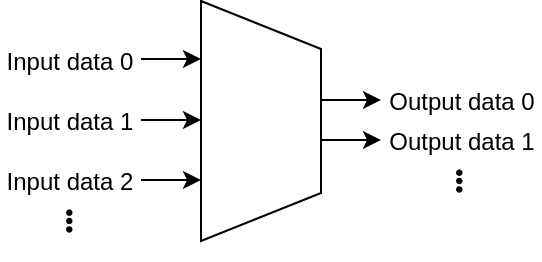 Input data 0
Input data 1
Input data 2
Output data 0
Output data 1